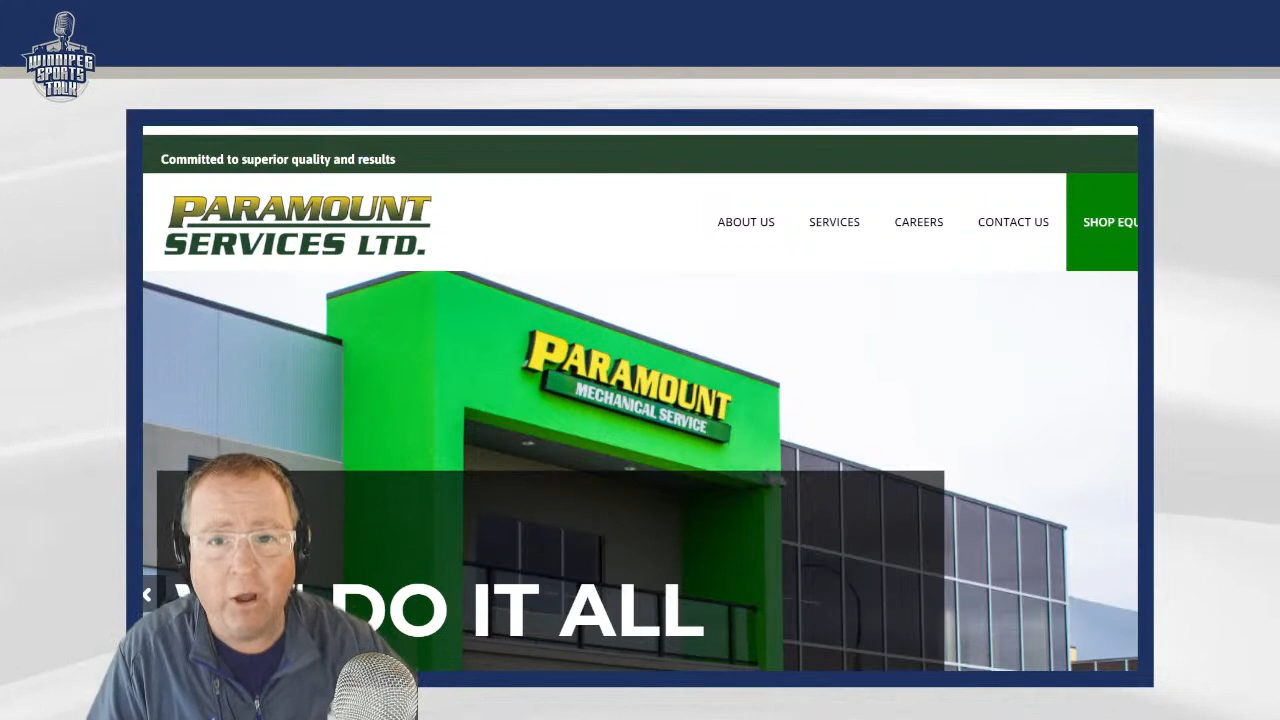 WINNIPEG
SPORTS
TALK
Committed to superior quality and results
PARAMOUNT
SERVICES LTD.
ABOUT US SERVICES CAREERS CONTACT US SHOP EQU
PARAMOUNT
MECHANICAL SERVICE
DO IT ALL